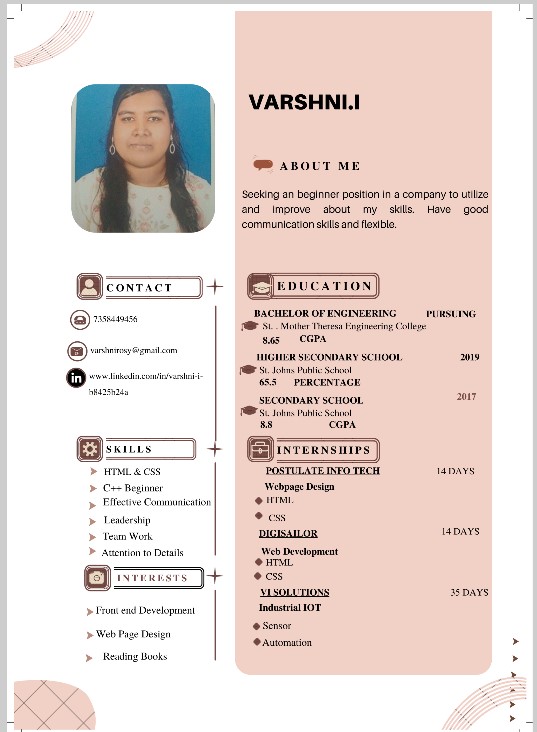 VARSHNI.I
ABOUT ME
Seeking an beginner position in a company to utilize
and improve about my skills. Have good
communication skills and flexible.
CONTACT
7358449456
varshnirosy@gmail.com
www.linkedin.com/in/varshni-i-
b8425b24a
SKILLS
HTML & CSS
C++ Beginner
Effective Communication
Leadership
Team Work
Attention to Details
INTERESTS
Front end Development
Web Page Design
Reading Books
EDUCATION
BACHELOR OF ENGINEERING PURSUING
St. . Mother Theresa Engineering College
8.65 CGPA
HIGHER SECONDARY SCHOOL 2019
St. Johns Public School
65.5 PERCENTAGE
SECONDARY SCHOOL 2017
St. Johns Public School
8.8 CGPA
INTERNSHIPS
POSTULATE INFO TECH 14 DAYS
Webpage Design
HTML
CSS
DIGISAILOR 14 DAYS
Web Development
HTML
CSS
VI SOLUTIONS 35 DAYS
Industrial IOT
Sensor
Automation